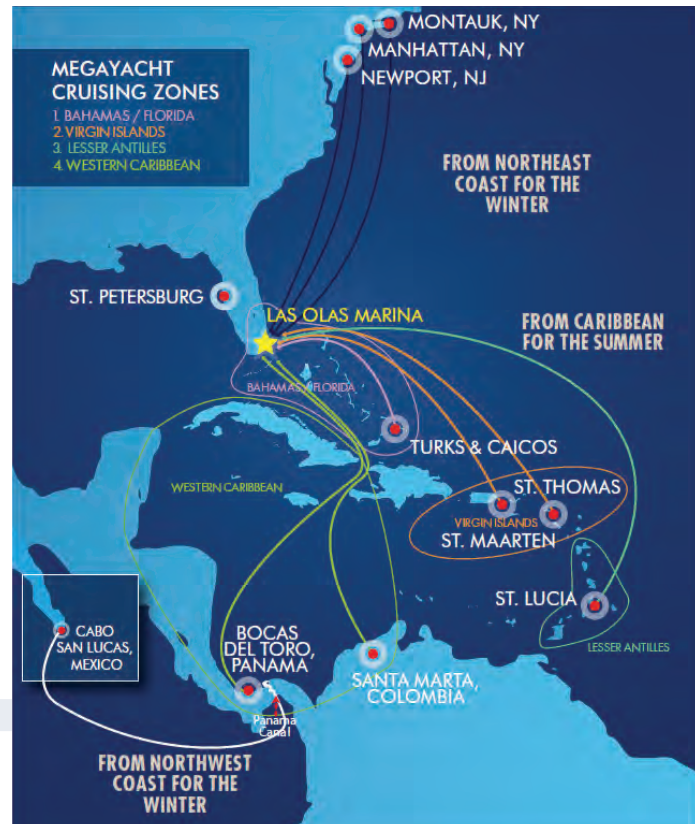 MONTAUK, NY
MANHATTAN, NY
NEWPORT, NJ
MEGAYACHT
CRUISING ZONES
1. BAHAMAS / FLORIDA
2. VIRGIN ISLANDS
3. LESSER ANTILLES
4. WESTERN CARIBBEAN
FROM NORTHEAST
COAST FOR THE
WINTER
ST. PETERSBURG
LAS OLAS MARINA
FROM CARIBBEAN
FOR THE SUMMER
BAHAMAS / FLORIDA
TURKS & CAICOS
WESTERN CARIBBEAN
ST. THOMAS
VIRGIN ISLANDS
ST. MAARTEN
ST. LUCIA
LESSER ANTILLES
CABO
SAN LUCAS,
MEXICO
BOCAS
DEL TORO,
PANAMA
SANTA MARTA,
COLOMBIA
Panama
Canal
FROM NORTHWEST
COAST FOR THE
WINTER